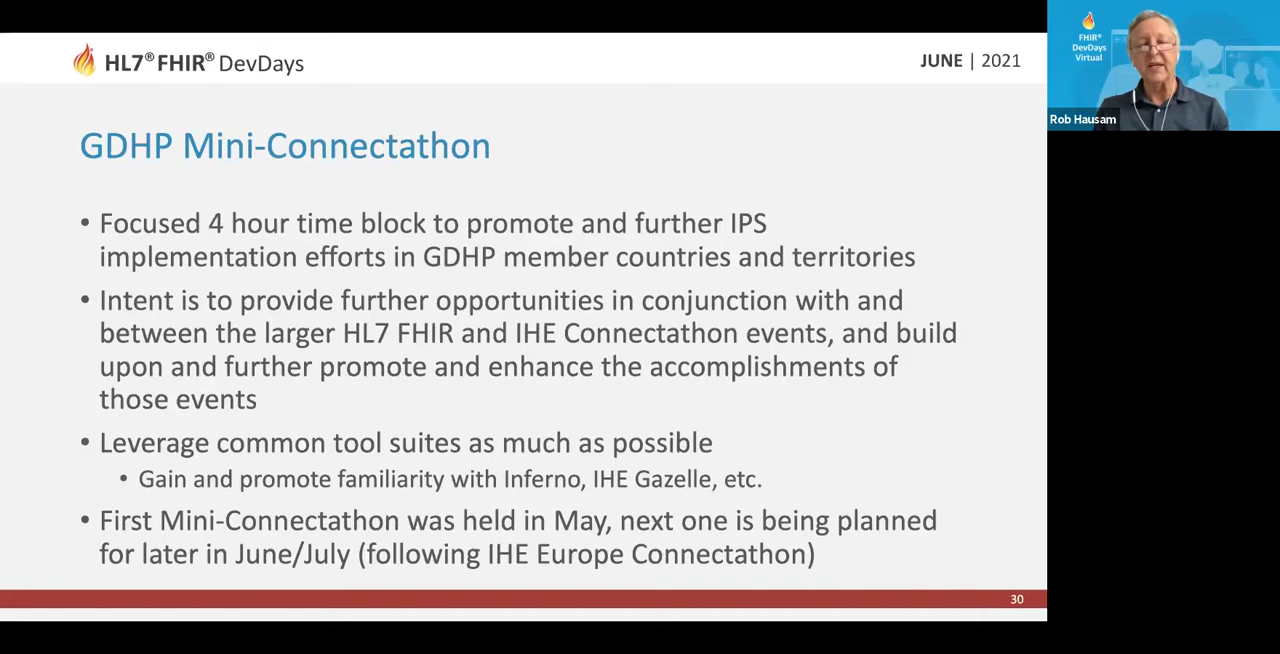 HL7® FHIR® DevDays
JUNE | 2021
FHIR®
DevDays
Virtual
Rob Hausam
GDHP Mini-Connectathon
• Focused 4 hour time block to promote and further IPS
implementation efforts in GDHP member countries and territories
• Intent is to provide further opportunities in conjunction with and
between the larger HL7 FHIR and IHE Connectathon events, and build
upon and further promote and enhance the accomplishments of
those events
• Leverage common tool suites as much as possible
• Gain and promote familiarity with Inferno, IHE Gazelle, etc.
• First Mini-Connectathon was held in May, next one is being planned
for later in June/July (following IHE Europe Connectathon)
30